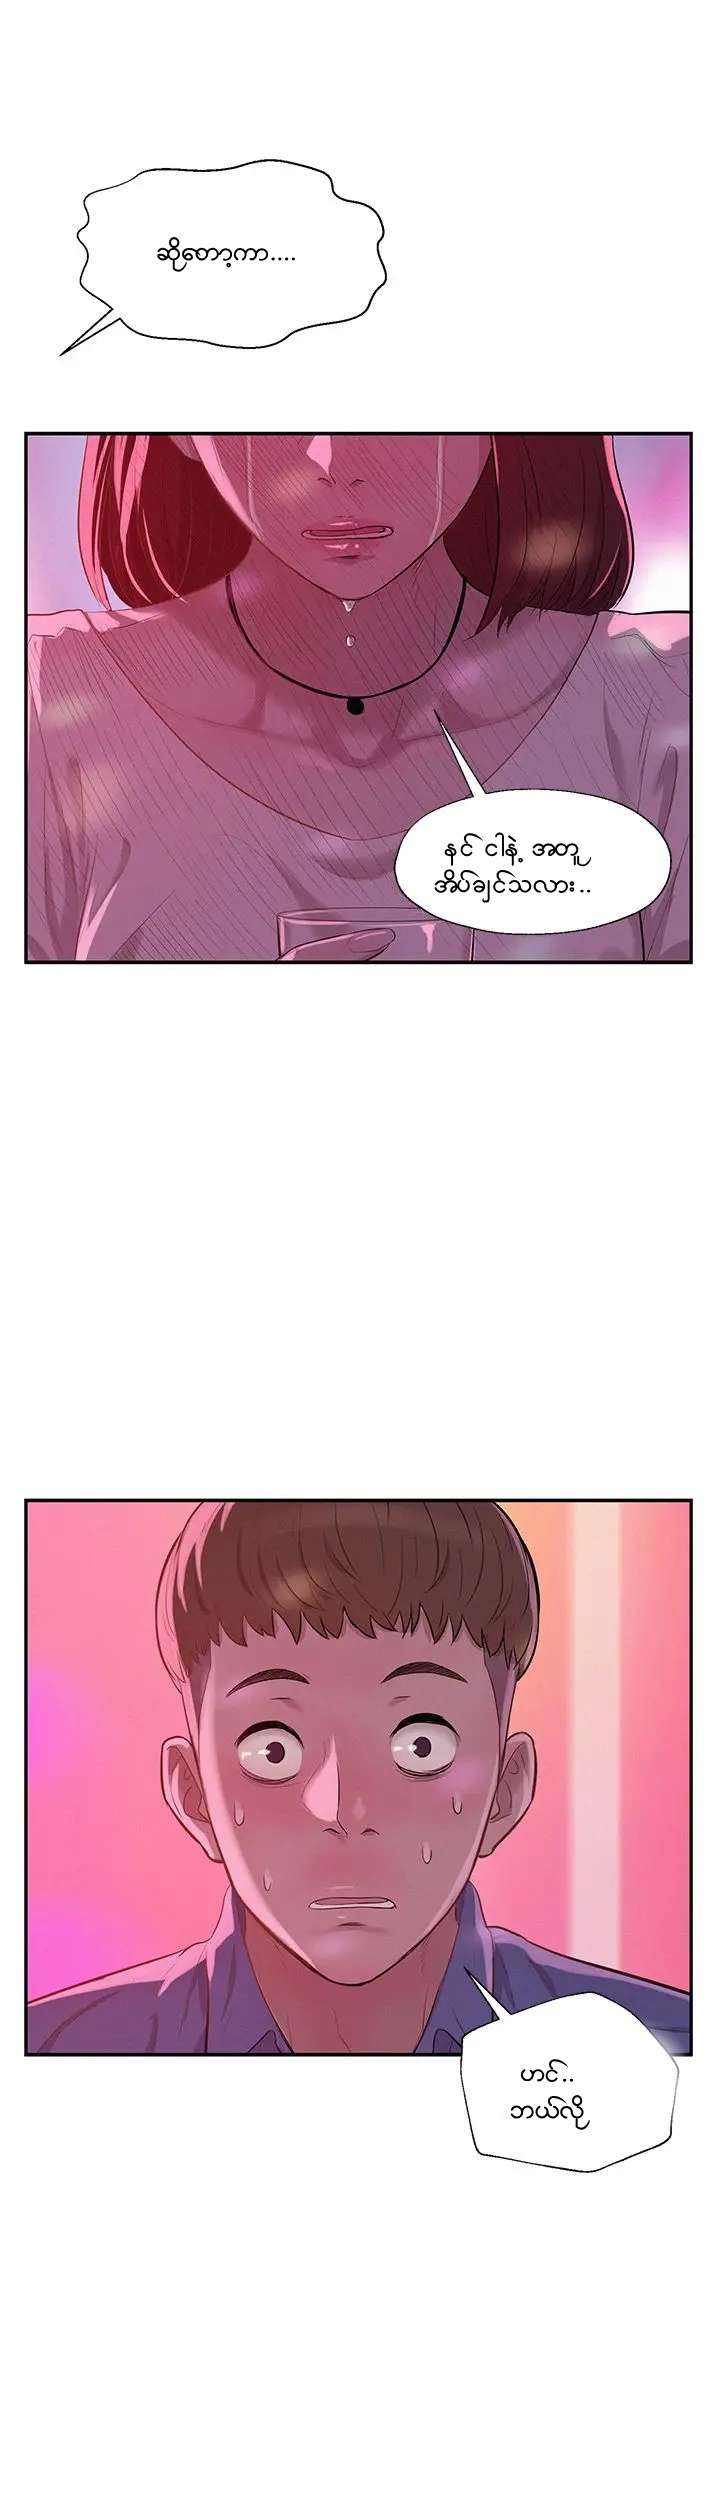 ဆိုတော့ကာ....
နင် ငါနဲ့ အတူ
အိပ်ချင်သလား..
ဟင်..
ဘယ်လို